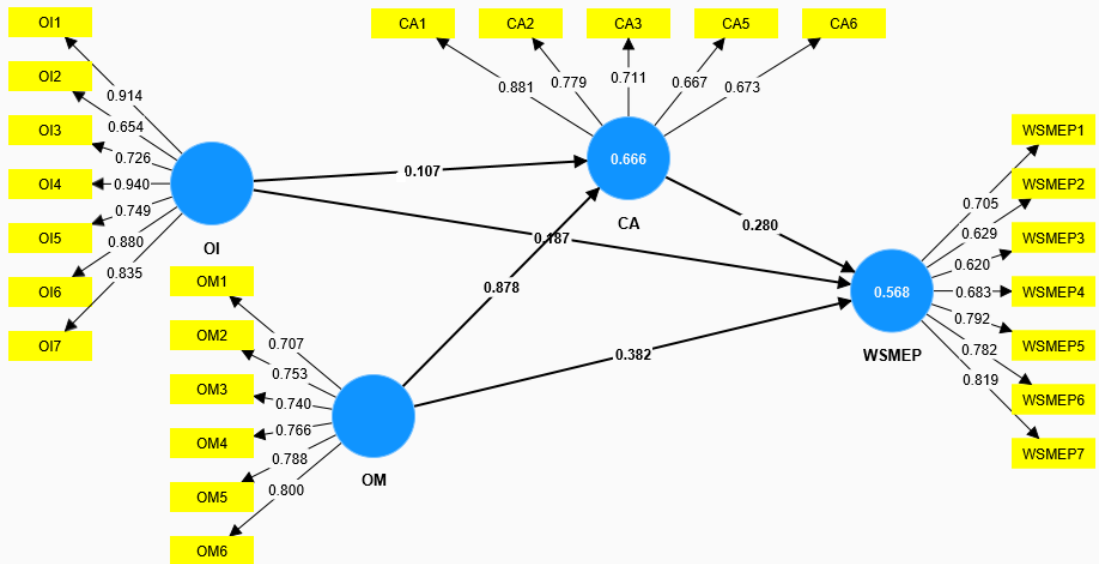 OI1
OI2
OI3
OI4
OI5
OI6
OI7
0.914
0.654
0.726
0.940
0.749
0.880
0.835
OI
CA1
CA2
CA3
CA5
CA6
0.881
0.779
0.711
0.667
0.673
0.666
CA
0.107
0.187
0.878
0.280
0.382
OM1
OM2
OM3
OM4
OM5
OM6
0.707
0.753
0.740
0.766
0.788
0.800
OM
0.568
WSMEP
0.705
0.629
0.620
0.683
0.792
0.782
0.819
WSMEP1
WSMEP2
WSMEP3
WSMEP4
WSMEP5
WSMEP6
WSMEP7